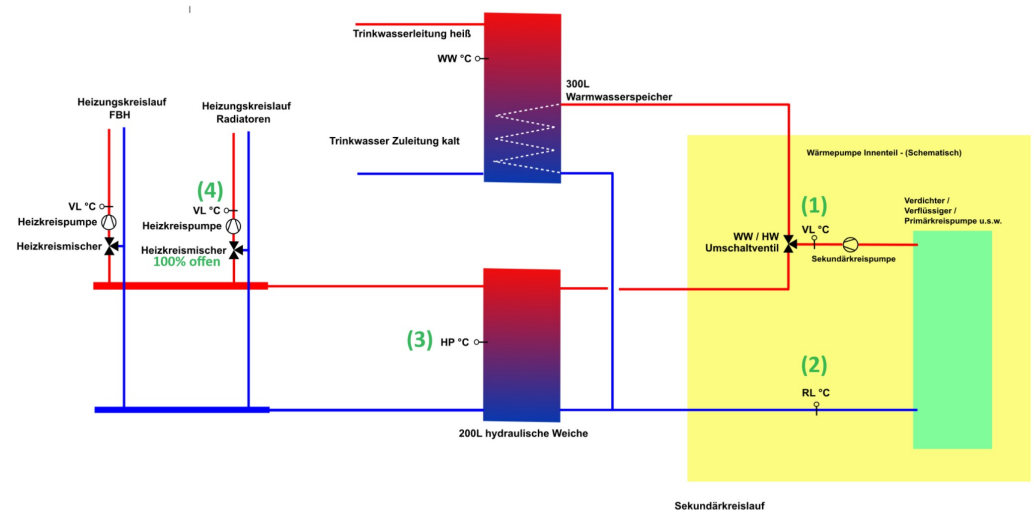 Trinkwasserleitung heiß
WW °C
300L
Warmwasserspeicher
Heizungskreislauf
FBH
Heizungskreislauf
Radiatoren
Trinkwasser Zuleitung kalt
Wärmepumpe Innenteil - (Schematisch)
(4)
VL °C
Heizkreispumpe
Heizkreismischer
VL °C
Heizkreispumpe
Heizkreismischer
100% offen
(1)
VL °C
WW / HW
Umschaltventil
Sekundärkreispumpe
Verdichter /
Verflüssiger /
Primärkreispumpe u.s.w.
(3)
HP °C
(2)
RL °C
200L hydraulische Weiche
Sekundärkreislauf